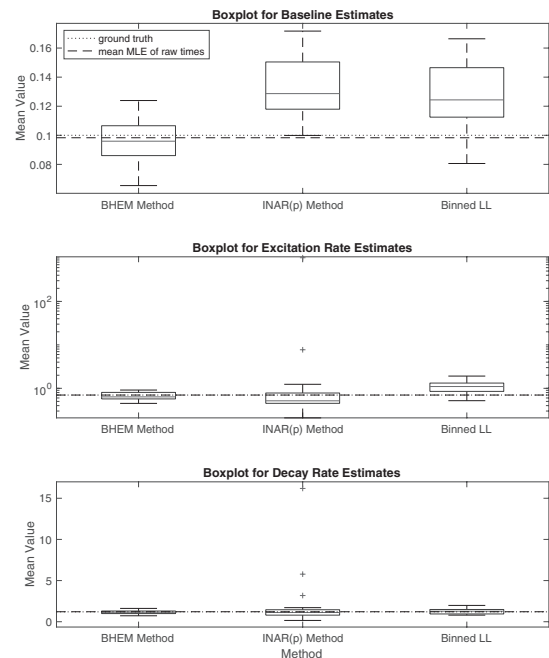 Boxplot for Baseline Estimates
ground truth
mean MLE of raw times
Mean Value
0.16
0.14
0.12
0.1
0.08
BHEM Method
INAR(p) Method
Binned LL
Boxplot for Excitation Rate Estimates
Mean Value
10²
10⁰
BHEM Method
INAR(p) Method
Binned LL
Boxplot for Decay Rate Estimates
Mean Value
15
10
5
0
BHEM Method
INAR(p) Method
Binned LL
Method